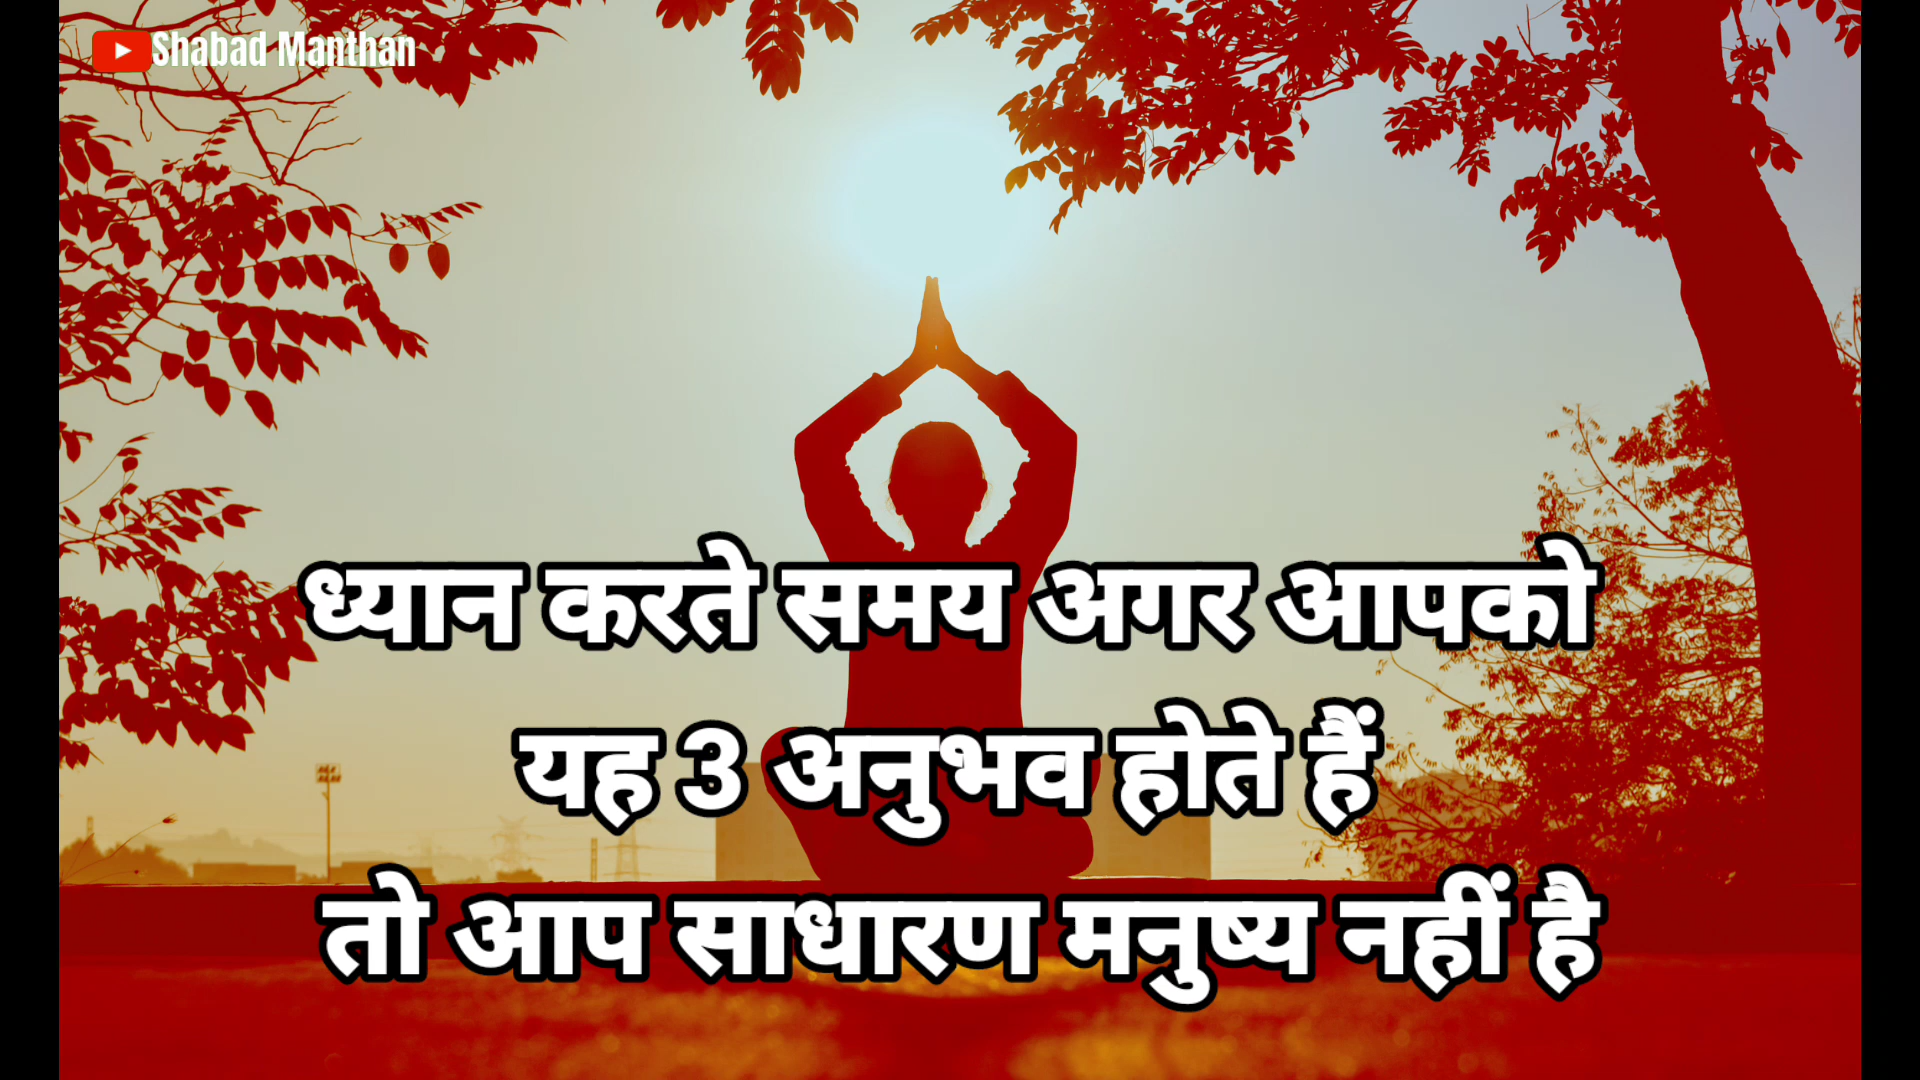 Shabad Manthan
ध्यान करते समय अगर आपको
यह 3 अनुभव होते हैं
तो आप साधारण मनुष्य नहीं है